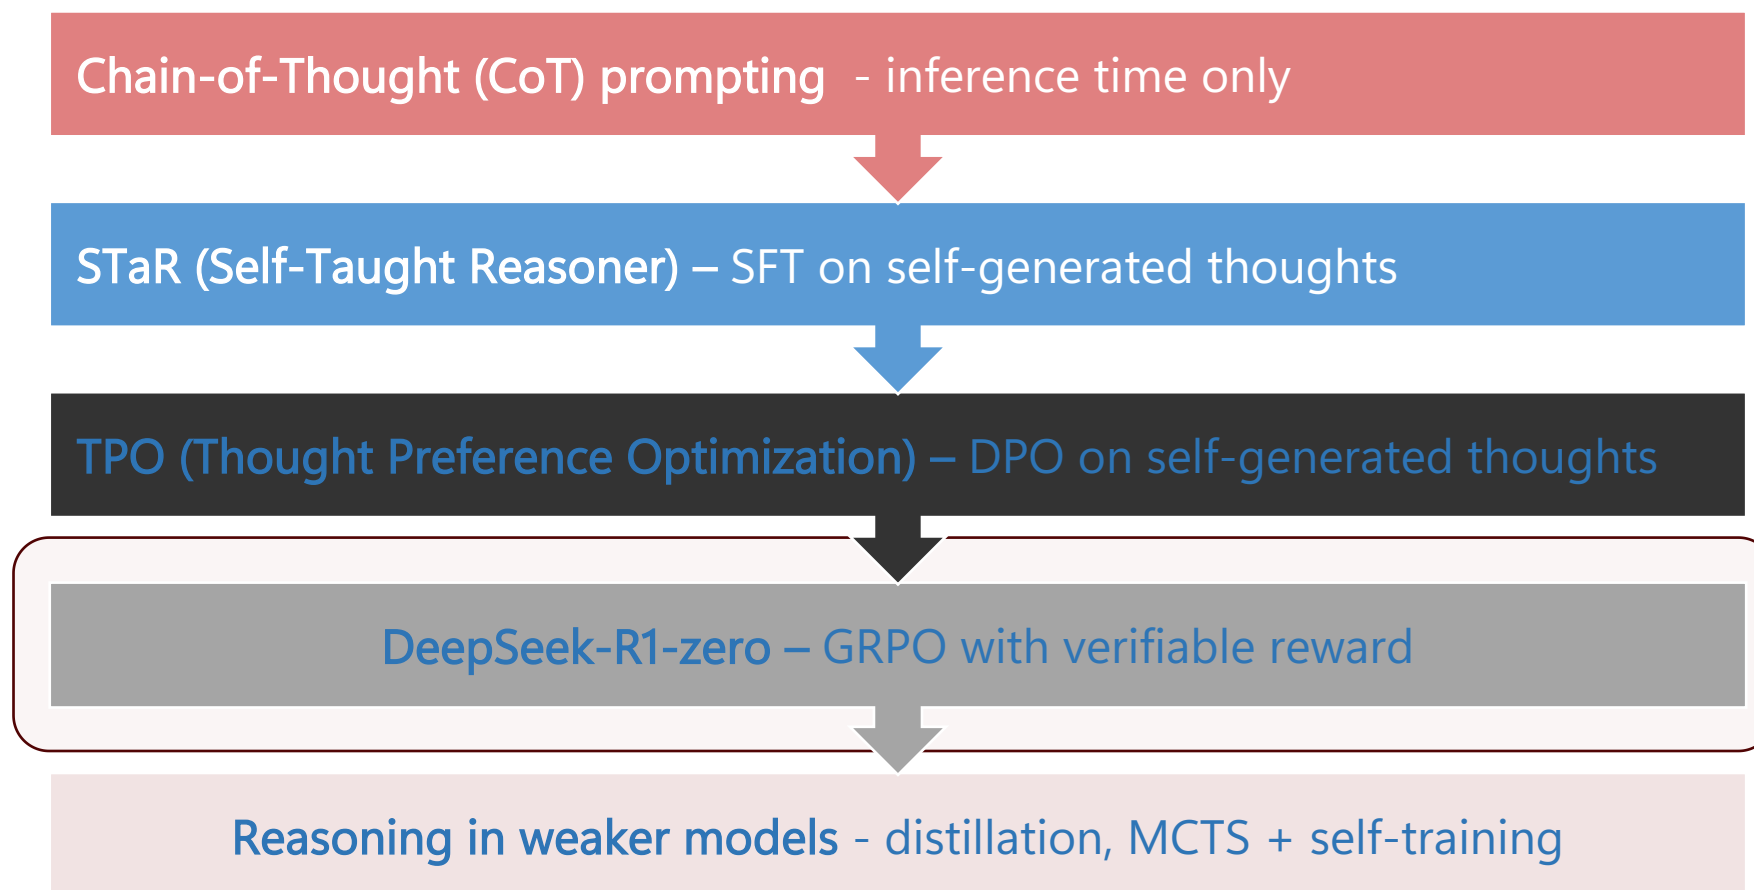 Chain-of-Thought (CoT) prompting - inference time only
STaR (Self-Taught Reasoner) – SFT on self-generated thoughts
TPO (Thought Preference Optimization) – DPO on self-generated thoughts
DeepSeek-R1-zero – GRPO with verifiable reward
Reasoning in weaker models - distillation, MCTS + self-training